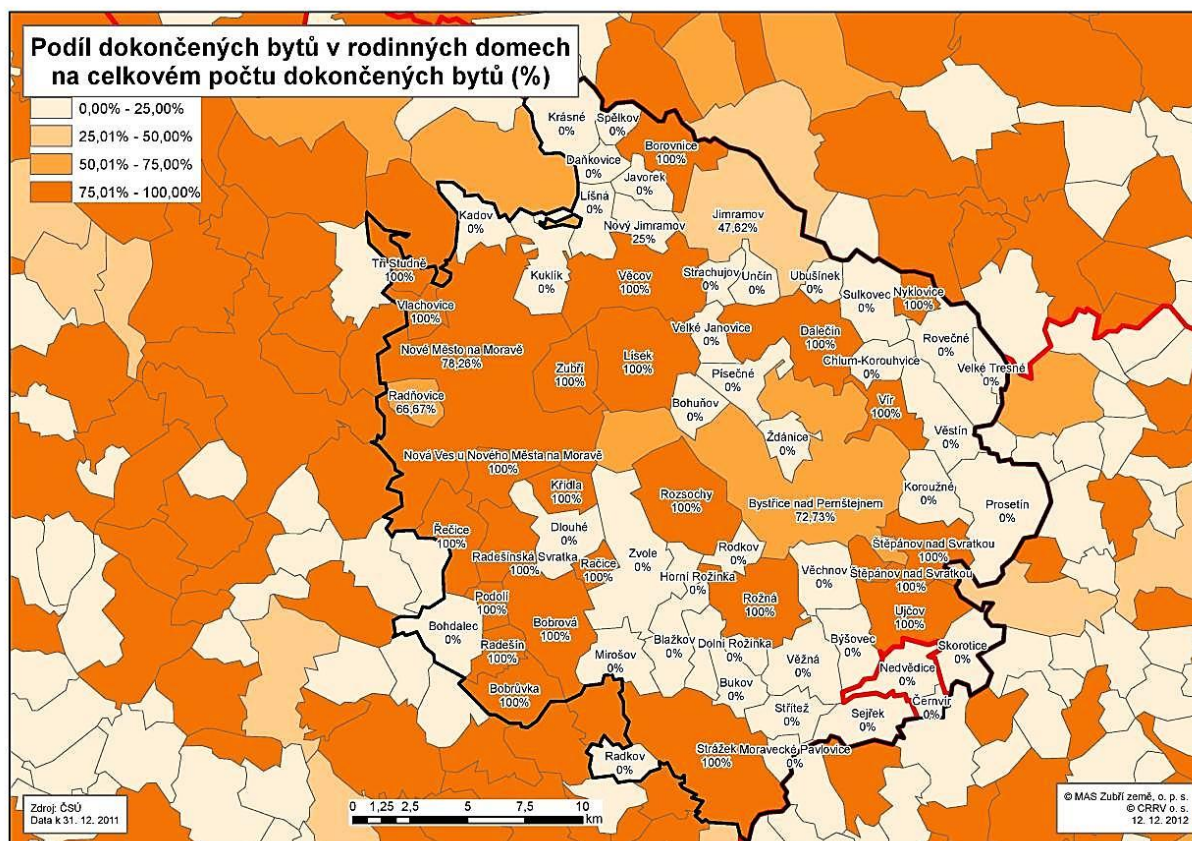 Podíl dokončených bytů v rodinných domech
na celkovém počtu dokončených bytů (%)
0,00% - 25,00%
25,01% - 50,00%
50,01% - 75,00%
75,01% - 100,00%
Krásné
0%
Spělkov
0%
Borovnice
100%
Daňkovice
0%
Javorek
0%
Líšná
0%
Kadov
0%
Nový Jimramov
25%
Jimramov
47,62%
Tři Studně
100%
Kuklík
0%
Věcov
100%
Strachujov
0%
Unčín
0%
Ubušínek
0%
Sulkovec
0%
Nyklovice
100%
Vlachovice
100%
Velké Janovice
0%
Dalečín
100%
Rovečné
0%
Nové Město na Moravě
78,26%
Zubří
100%
Lísek
100%
Písečné
0%
Chlum-Korouhvice
0%
Velké Tresné
0%
Radňovice
66,67%
Bohuňov
0%
Vír
100%
Ždánice
0%
Věstín
0%
Nová Ves u Nového Města na Moravě
100%
Křídla
100%
Rozsochy
100%
Bystřice nad Pernštejnem
72,73%
Koroužné
0%
Prosetín
0%
Řečice
100%
Dlouhé
0%
Radešínská Svratka
100%
Račice
100%
Zvole
0%
Rodkov
0%
Štěpánov nad Svratkou
100%
Věchnov
0%
Štěpánov nad Svratkou
100%
Horní Rožínka
0%
Rožná
100%
Podolí
100%
Ujčov
100%
Bohdalec
0%
Bobrová
100%
Radešín
100%
Mirošov
0%
Blažkov
0%
Dolní Rožínka
0%
Býšovec
0%
Skorotice
0%
Věžná
0%
Nedvědice
0%
Bobrůvka
100%
Bukov
0%
Černvír
0%
Střítež
0%
Sejřek
0%
Radkov
0%
Strážek
100%
Moravecké Pavlovice
0%
Zdroj: ČSÚ
Data k 31. 12. 2011
0 1,25 2,5 5 7,5 10
km
© MAS Zubří země, o. p. s.
© CRRV o. s.
12. 12. 2012